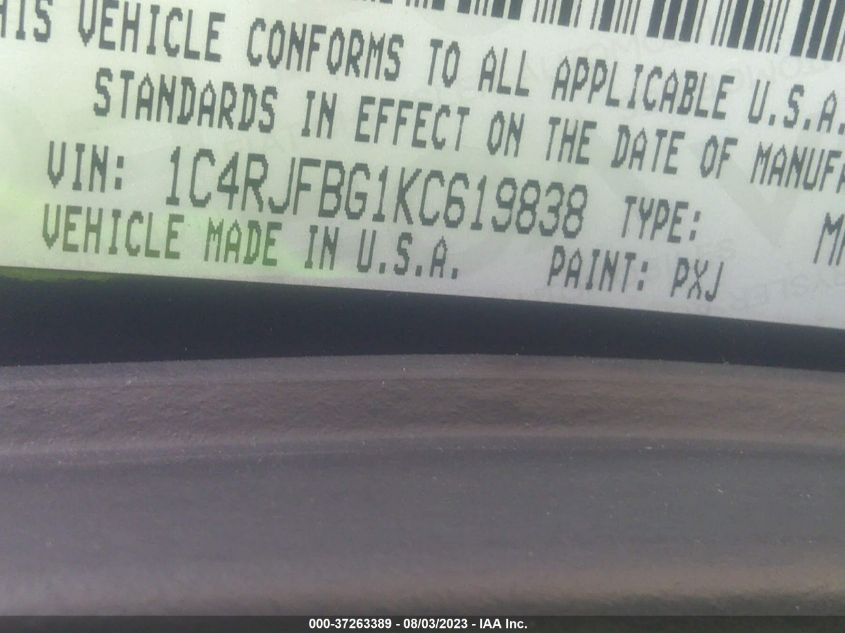 HIS VEHICLE CONFORMS TO ALL APPLICABLE U.S.A.
STANDARDS IN EFFECT ON THE DATE OF MANUF
VIN: 1C4RJFBG1KC619838 TYPE:
VEHICLE MADE IN U.S.A. PAINT: PXJ
000-37263389 - 08/03/2023 - IAA Inc.